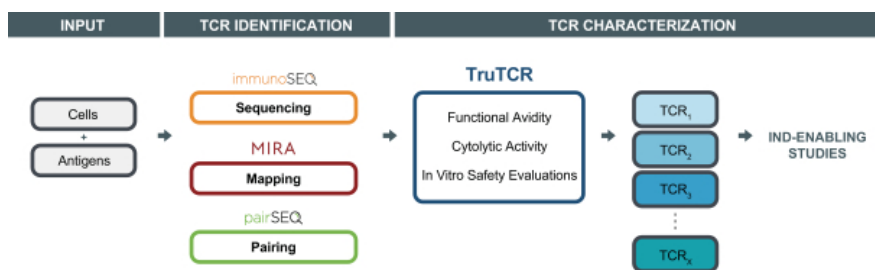 INPUT
TCR IDENTIFICATION
TCR CHARACTERIZATION
Cells
+
Antigens
immunoSEQ
Sequencing
MIRA
Mapping
pairSEQ
Pairing
TruTCR
Functional Avidity
Cytolytic Activity
In Vitro Safety Evaluations
TCR₁
TCR₂
TCR₃
TCRₓ
IND-ENABLING
STUDIES